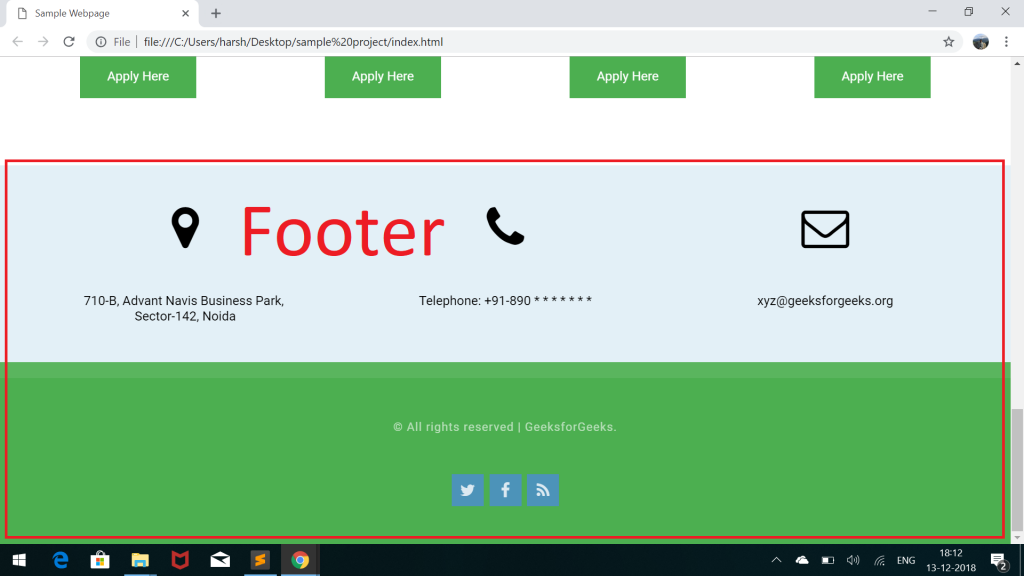 Sample Webpage
File | file:///C:/Users/harsh/Desktop/sample%20project/index.html
Apply Here Apply Here Apply Here Apply Here
Footer
710-B, Advant Navis Business Park,
Sector-142, Noida
Telephone: +91-890 * * * * * * *
xyz@geeksforgeeks.org
© All rights reserved | GeeksforGeeks.
ENG
18:12
13-12-2018
2